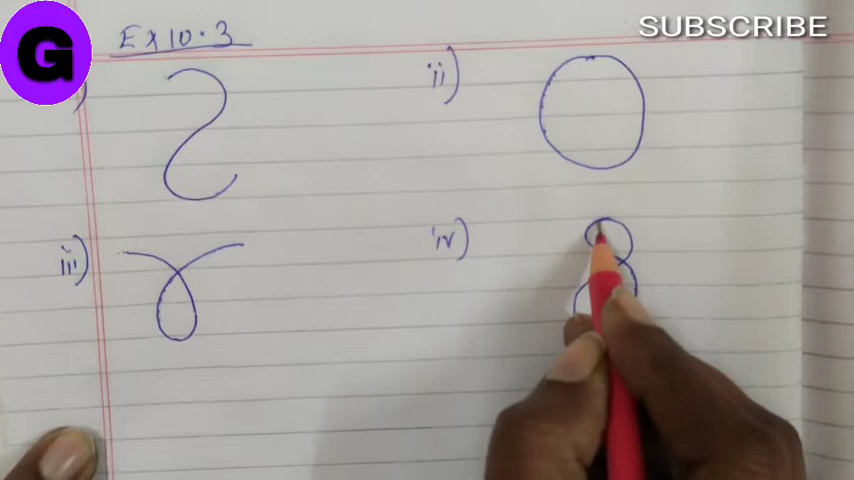 G
SUBSCRIBE
Ex 10.3
ii)
iii)
iv)